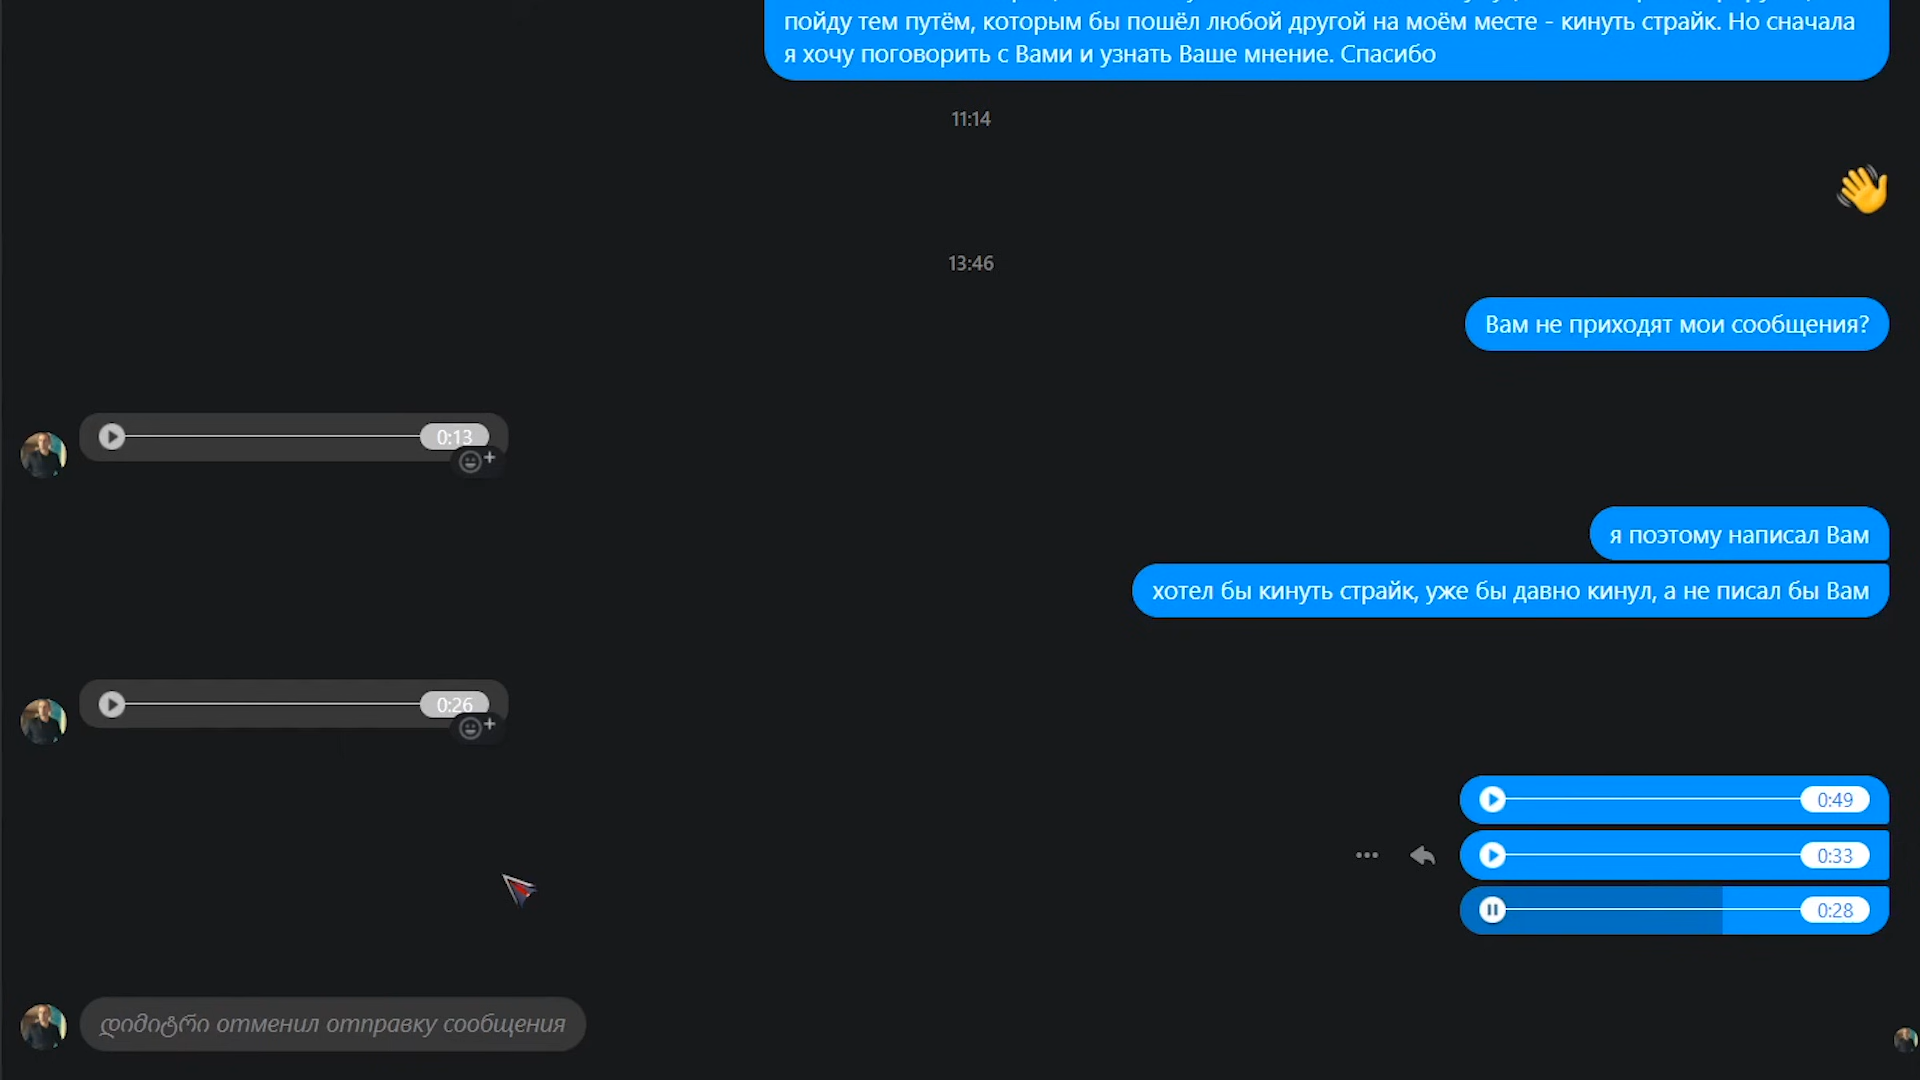 пойду тем путём, которым бы пошёл любой другой на моём месте - кинуть страйк. Но сначала
я хочу поговорить с Вами и узнать Ваше мнение. Спасибо
11:14
13:46
Вам не приходят мои сообщения?
0:13
я поэтому написал Вам
хотел бы кинуть страйк, уже бы давно кинул, а не писал бы Вам
0:26
0:49
0:33
0:28
დიმიტრი отменил отправку сообщения